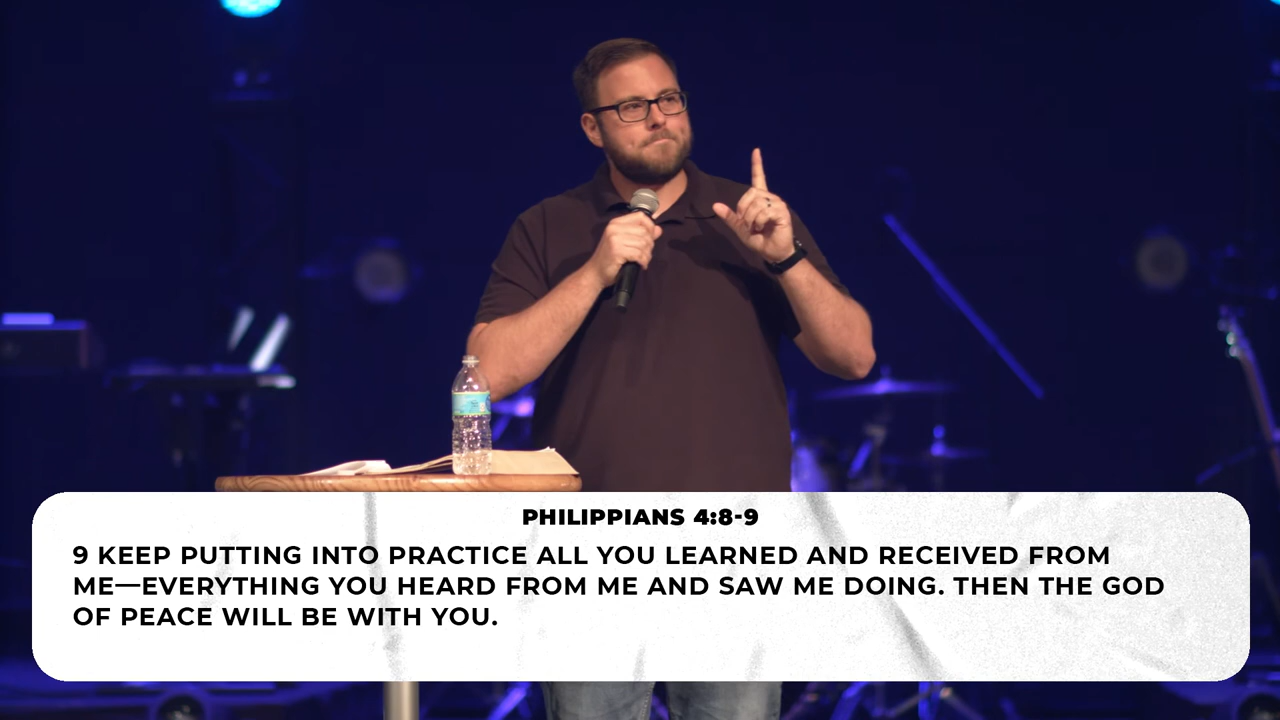 PHILIPPIANS 4:8-9
9 KEEP PUTTING INTO PRACTICE ALL YOU LEARNED AND RECEIVED FROM
ME—EVERYTHING YOU HEARD FROM ME AND SAW ME DOING. THEN THE GOD
OF PEACE WILL BE WITH YOU.